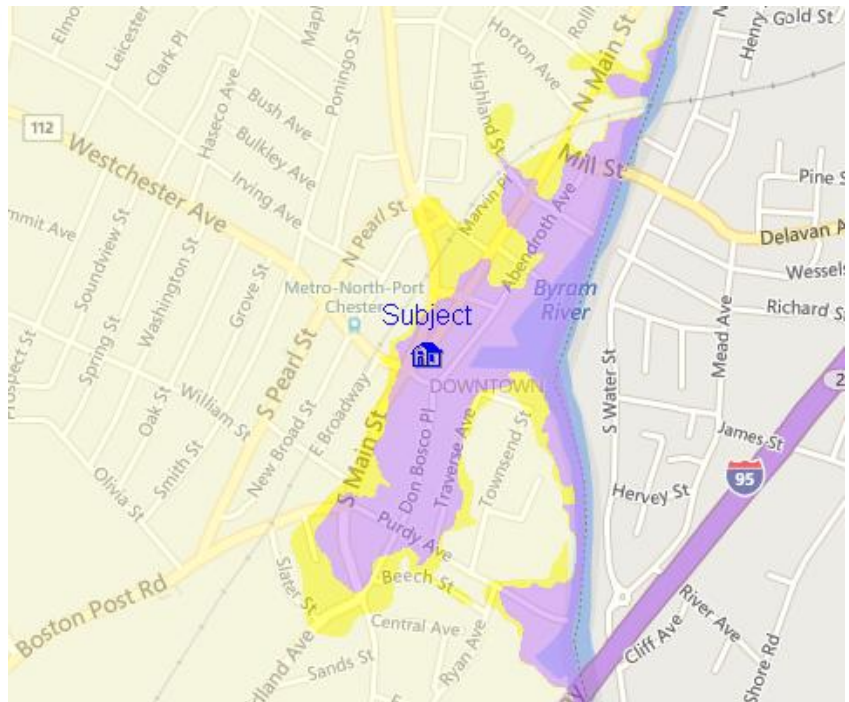 Elmo
Leicester
Clark Pl
Haseco Ave
Bush Ave
Bulkley Ave
Irving Ave
Poningo St
112
Westchester Ave
mmit Ave
Soundview St
Washington St
Grove St
Spring St
Prospect St
Oak St
William St
Smith St
Olivia St
New Broad St
E Broadway
N Pearl St
S Pearl St
Metro-North-Port
Chester
Subject
DOWNTOWN
Highland St
Horton Ave
N Main St
Mill St
Marvin Pl
Abendroth Ave
Byram
River
S Main St
Don Bosco Pl
Traverse Ave
Townsend St
Purdy Ave
Beech St
Slater St
Boston Post Rd
dland Ave
Central Ave
Sands St
Ryan Ave
Gold St
Henry
Pine S
Delavan A
Wessels
Richard St
Mead Ave
S Water St
James St
95
2
Hervey St
River Ave
Cliff Ave
Shore Rd